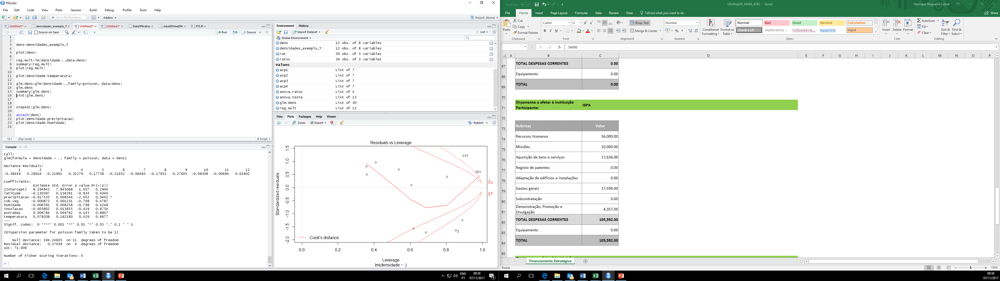 RStudio
File Edit Code View Plots Session Build Debug Profile Tools Help
Go to file/function Addins Project: (None)
Untitled1* densidades_exemplo_T Untitled2* Untitled1* DataTP6ratos AdultDHAeEPA FT5.R
Source on Save Run Source
1
2
3 dens=densidades_exemplo_T
4
5 plot(dens)
6
7 reg.mult=lm(densidade~.,data=dens)
8 summary(reg.mult)
9 plot(reg.mult)
10
11 plot(densidade~temperatura)
12
13 glm.dens=glm(densidade~.,family=poisson, data=dens)
14 glm.dens
15 summary(glm.dens)
16 plot(glm.dens)
17
18
19 stepAIC(glm.dens)
20
21 attach(dens)
22 plot(densidade~precipitacao)
23 plot(densidade~humidade)
24
16:1 (Top Level) R Script
Console ~/
Call:
glm(formula = densidade ~ ., family = poisson, data = dens)
Deviance Residuals:
1 2 3 4 5 6 7 8 9 10 11 12
-0.38449 0.28016 -0.21901 0.31279 0.17738 -0.21652 -0.06483 -0.17952 0.27605 -0.08308 -0.00694 0.01802
Coefficients:
Estimate Std. Error z value Pr(>|z|)
(Intercept) 8.294842 7.845068 1.057 0.2904
latitude -0.130397 0.156261 -0.834 0.4040
precipitacao -0.017535 0.008546 -2.052 0.0402 *
cob.veg -0.000872 0.001231 -0.708 0.4787
humidade -0.006591 0.008258 -0.798 0.4248
insolacao -0.005802 0.013855 -0.419 0.6754
estradas 0.006784 0.046762 0.145 0.8847
temperatura 0.078208 0.182180 0.429 0.6677
---
Signif. codes: 0 ‘***’ 0.001 ‘**’ 0.01 ‘*’ 0.05 ‘.’ 0.1 ‘ ’ 1
(Dispersion parameter for poisson family taken to be 1)
Null deviance: 194.24605 on 11 degrees of freedom
Residual deviance: 0.57038 on 4 degrees of freedom
AIC: 71.006
Number of Fisher Scoring iterations: 4
>
Environment History
Import Dataset List
Global Environment
dens 12 obs. of 8 variables
densidades_exemplo_T 12 obs. of 8 variables
rat 30 obs. of 3 variables
ratos 30 obs. of 3 variables
Values
acp1 List of 7
acp2 List of 7
acp3 List of 7
acp4 List of 7
anova.ratos List of 4
anova.teste List of 13
glm.dens List of 30
reg.mult List of 12
Files Plots Packages Help Viewer
Zoom Export Publish
Residuals vs Leverage
Standardized residuals
1.5
1.0
0.5
0.0
-0.5
-1.0
-1.5
-2.0
11
12
3
1
0.5
0.5
1
Cook's distance
0.0 0.2 0.4 0.6 0.8 1.0
Leverage
lm(densidade ~ .)
ENG
PT
09:38
07/11/2017
AutoSave Off UIDsRepOE_MARE_4292 - Saved Henrique Nogueira Cabral
File Home Insert Page Layout Formulas Data Review View Tell me what you want to do Share
Paste Cut Copy Format Painter
Calibri 12
B I U
Wrap Text
Merge & Center
Number
Conditional Formatting Format as Table
Normal Bad Good Neutral Calculation
Check Cell Explanatory ... Followed Hy... Hyperlink Input
Insert Delete Format
AutoSum Fill Clear
Sort & Filter Find & Select
Clipboard Font Alignment Number Styles Cells Editing
fx 56000
A B C D E F G H I J K L M N O P
67 TOTAL DESPESAS CORRENTES 0.00
68 Equipamento 0.00
69 TOTAL 0.00
70
71 Orçamento a afetar à Instituição Participante: ISPA
72
73 Rubricas Valor
74 Recursos Humanos 56,000.00
75 Missões 10,000.00
76 Aquisição de bens e serviços 17,636.00
77 Registo de patentes 0.00
78 Adaptação de edifícios e instalações 0.00
79 Gastos gerais 17,599.00
80 Subcontratação 0.00
81 Demonstração, Promoção e Divulgação 4,357.00
82 TOTAL DESPESAS CORRENTES 105,592.00
83 Equipamento 0.00
84 TOTAL 105,592.00
85
Financiamento Estratégico
Ready 100%
09:38
07/11/2017